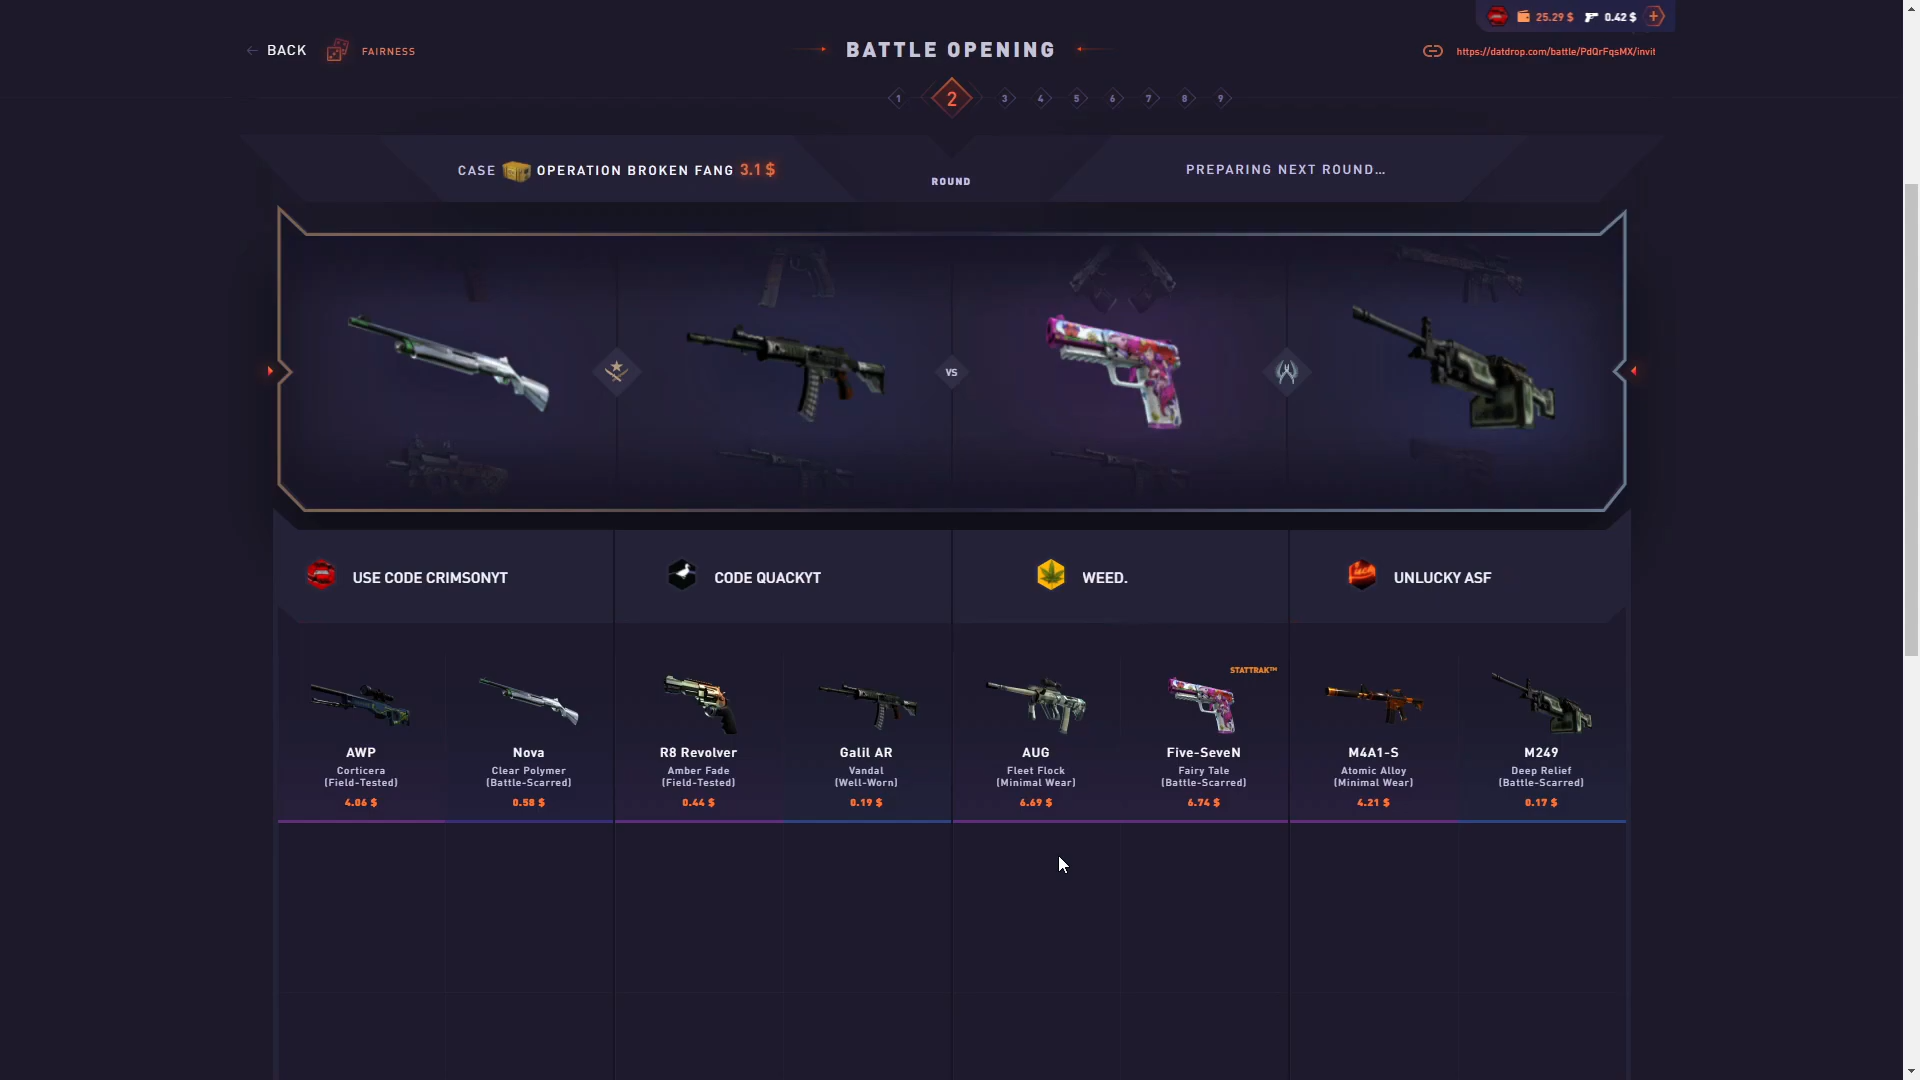 25.29 $
0.42 $
BACK
FAIRNESS
BATTLE OPENING
https://datdrop.com/battle/PdQrFqsMX/invit
1
2
3
4
5
6
7
8
9
CASE OPERATION BROKEN FANG 3.1 $
ROUND
PREPARING NEXT ROUND...
VS
USE CODE CRIMSONYT
CODE QUACKYT
WEED.
UNLUCKY ASF
STATTRAK™
AWP
Corticera
(Field-Tested)
4.06 $
Nova
Clear Polymer
(Battle-Scarred)
0.58 $
R8 Revolver
Amber Fade
(Field-Tested)
0.44 $
Galil AR
Vandal
(Well-Worn)
0.19 $
AUG
Fleet Flock
(Minimal Wear)
6.69 $
Five-SeveN
Fairy Tale
(Battle-Scarred)
6.74 $
M4A1-S
Atomic Alloy
(Minimal Wear)
4.21 $
M249
Deep Relief
(Battle-Scarred)
0.17 $